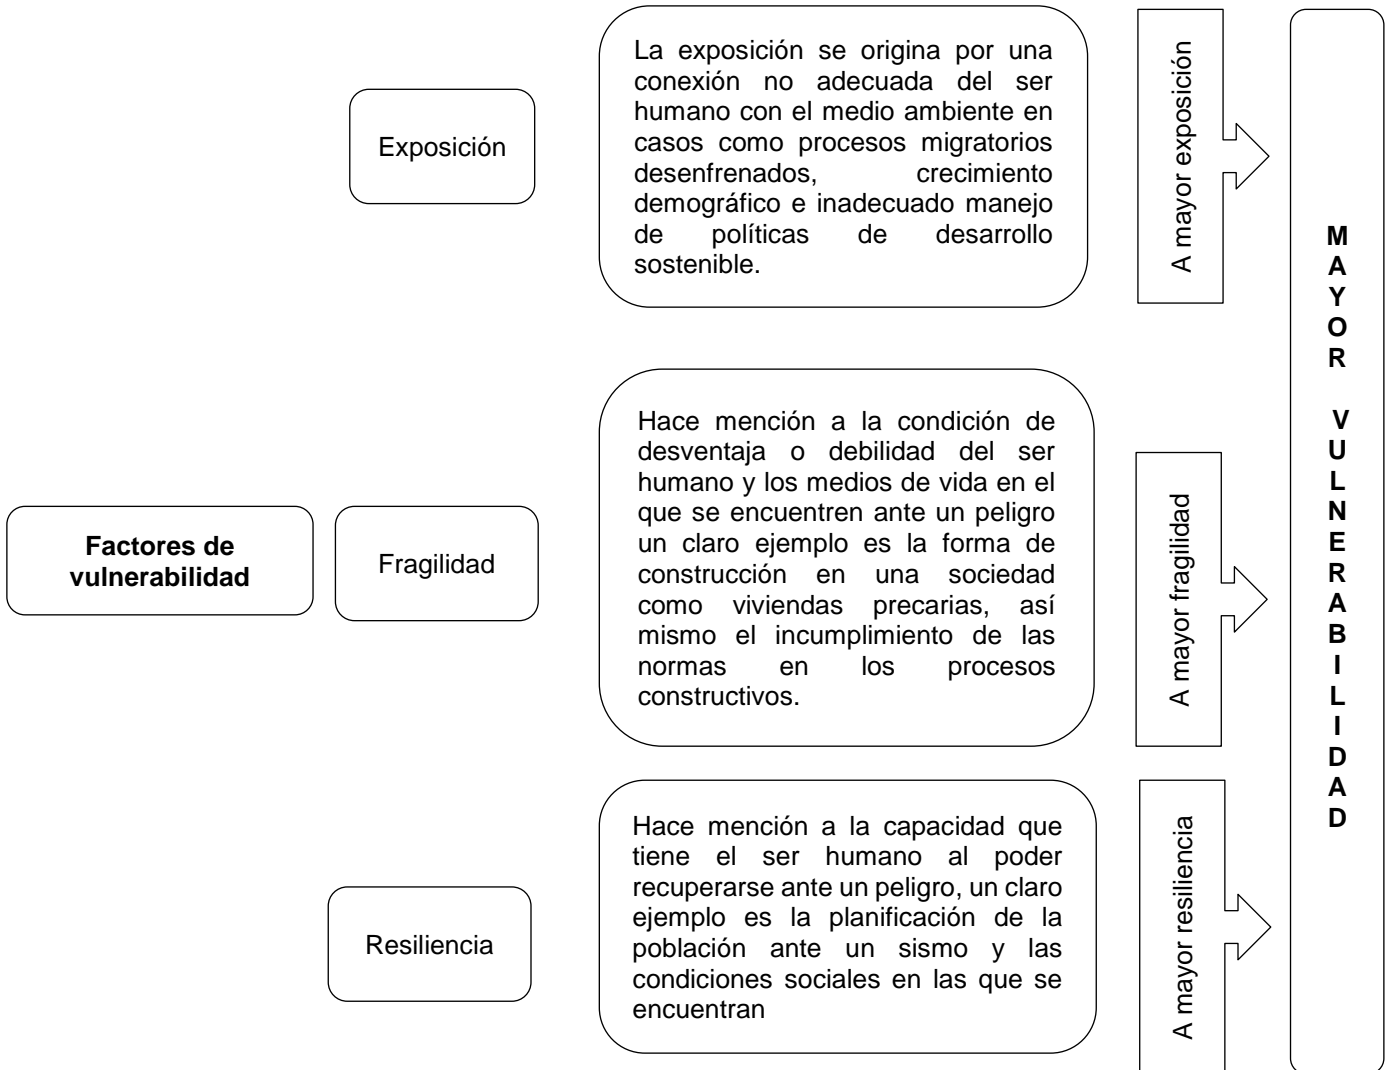 Exposición
La exposición se origina por una
conexión no adecuada del ser
humano con el medio ambiente en
casos como procesos migratorios
desenfrenados, crecimiento
demográfico e inadecuado manejo
de políticas de desarrollo
sostenible.
A mayor exposición
Factores de
vulnerabilidad
Fragilidad
Hace mención a la condición de
desventaja o debilidad del ser
humano y los medios de vida en el
que se encuentren ante un peligro
un claro ejemplo es la forma de
construcción en una sociedad
como viviendas precarias, así
mismo el incumplimiento de las
normas en los procesos
constructivos.
A mayor fragilidad
Resiliencia
Hace mención a la capacidad que
tiene el ser humano al poder
recuperarse ante un peligro, un claro
ejemplo es la planificación de la
población ante un sismo y las
condiciones sociales en las que se
encuentran
A mayor resiliencia
MAYOR VULNERABILIDAD